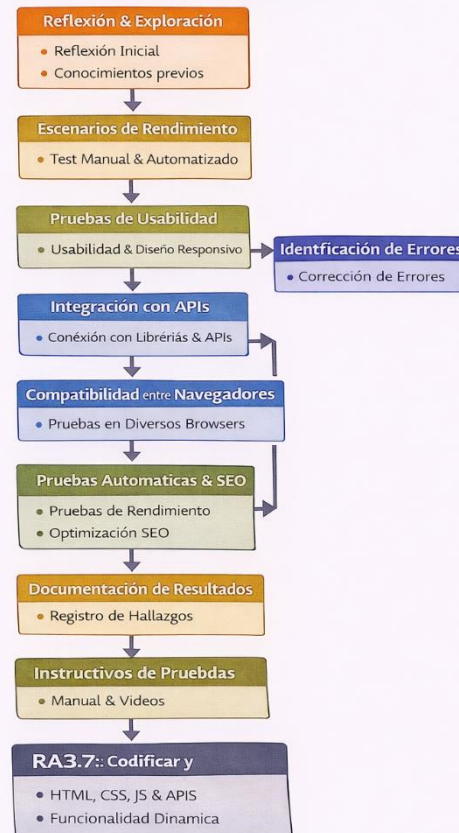 Reflexión & Exploración
• Reflexión Inicial
• Conocimientos previos
Escenarios de Rendimiento
• Test Manual & Automatizado
Pruebas de Usabilidad
• Usabilidad & Diseño Responsivo
Identficación de Errores
• Corrección de Errores
Integración con APIs
• Conéxión con Libreriás & APIs
Compatibilidad entre Navegadores
• Pruebas en Diversos Browsers
Pruebas Automaticas & SEO
• Pruebas de Rendimiento
• Optimización SEO
Documentación de Resultados
• Registro de Hallazgos
Instructivos de Pruebdas
• Manual & Videos
RA3.7:: Codificar y
• HTML, CSS, JS & APIS
• Funcionalidad Dinamica